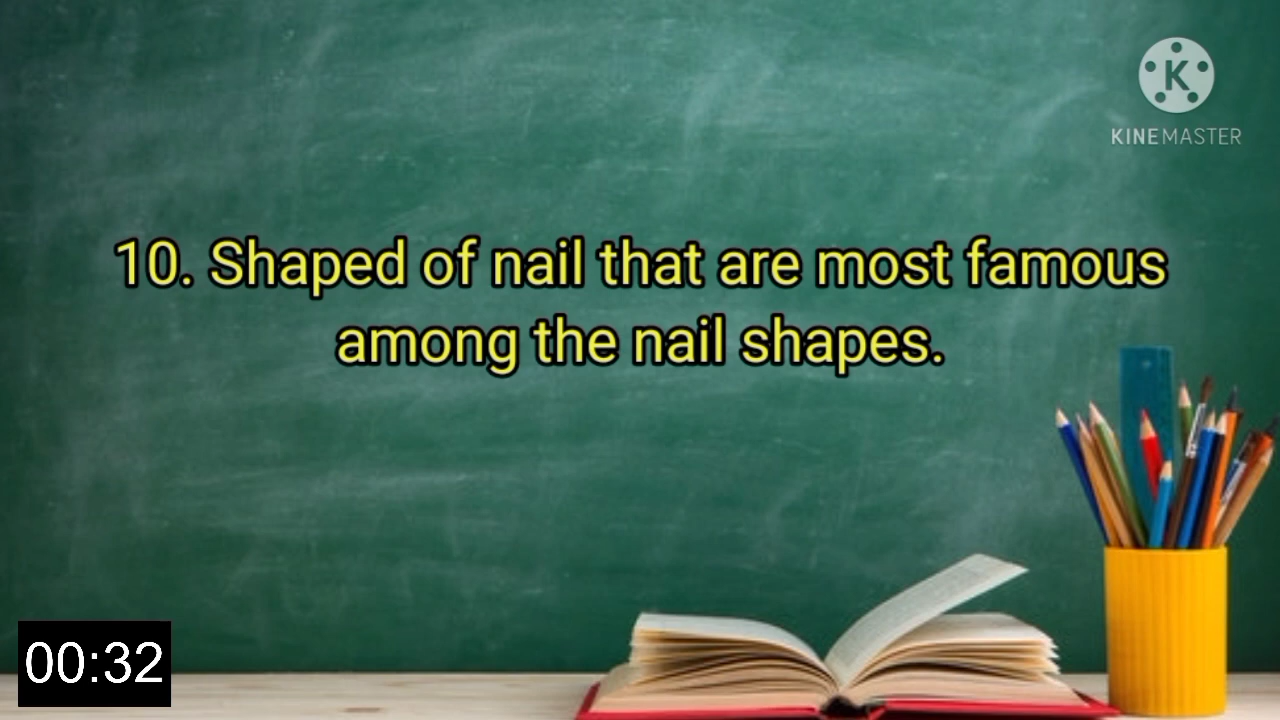 K
KINEMASTER
10. Shaped of nail that are most famous
among the nail shapes.
00:32